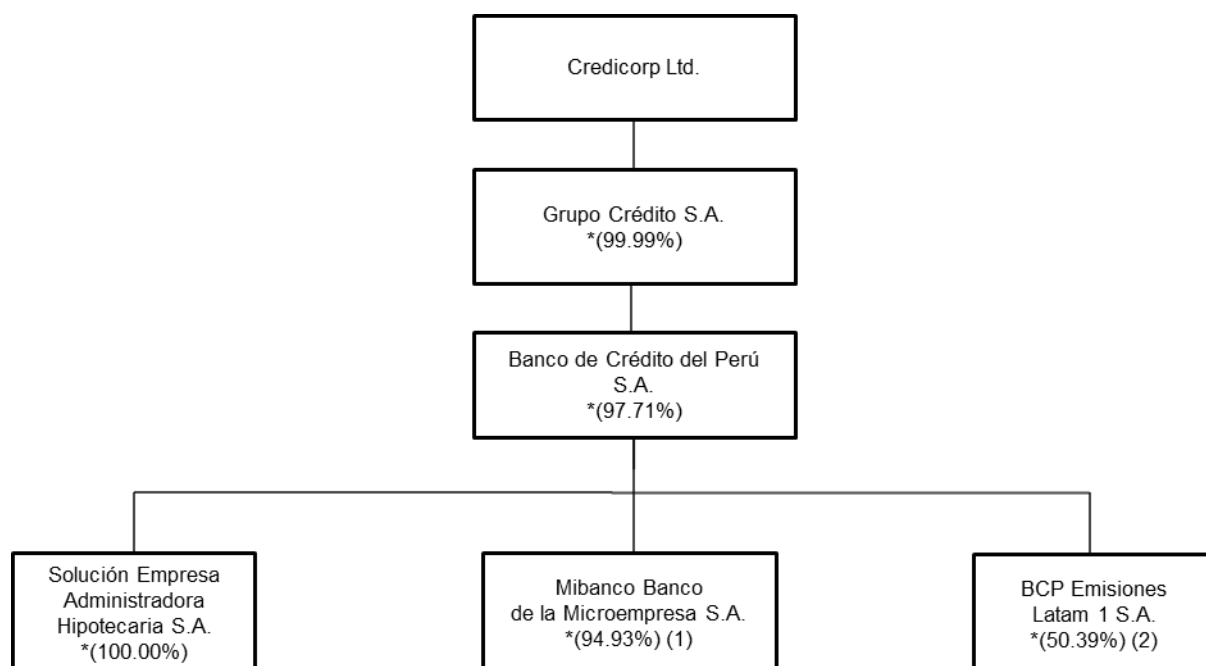 Credicorp Ltd.
Grupo Crédito S.A.
*(99.99%)
Banco de Crédito del Perú
S.A.
*(97.71%)
Solución Empresa
Administradora
Hipotecaria S.A.
*(100.00%)
Mibanco Banco
de la Microempresa S.A.
*(94.93%) (1)
BCP Emisiones
Latam 1 S.A.
*(50.39%) (2)